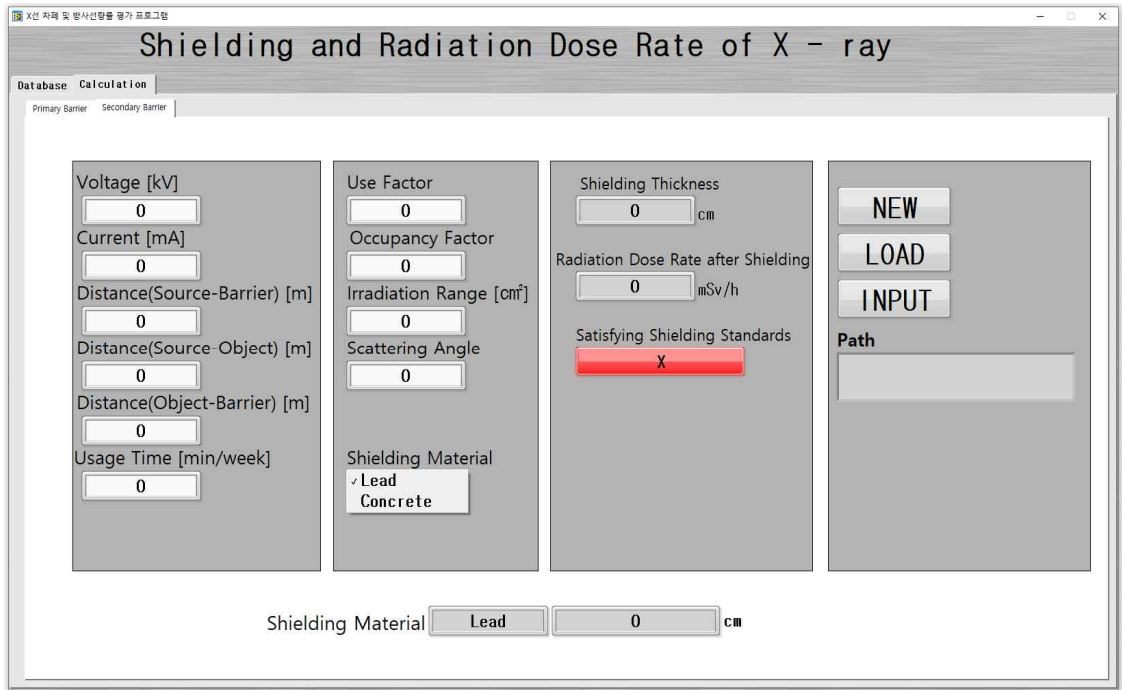 X선 차폐 및 방사선량률 평가 프로그램
Shielding and Radiation Dose Rate of X - ray
Database Calculation
Primary Barrier Secondary Barrier
Voltage [kV]
0
Current [mA]
0
Distance(Source-Barrier) [m]
0
Distance(Source-Object) [m]
0
Distance(Object-Barrier) [m]
0
Usage Time [min/week]
0
Use Factor
0
Occupancy Factor
0
Irradiation Range [cm²]
0
Scattering Angle
0
Shielding Material
✓Lead
Concrete
Shielding Thickness
0 cm
Radiation Dose Rate after Shielding
0 mSv/h
Satisfying Shielding Standards
X
NEW
LOAD
INPUT
Path
Shielding Material Lead 0 cm